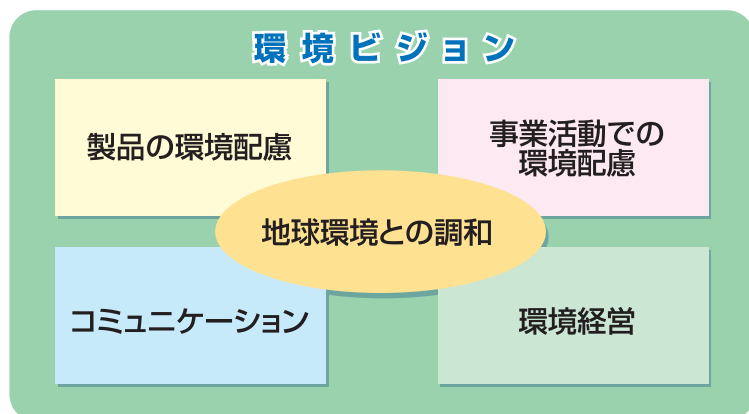 環境ビジョン
製品の環境配慮
事業活動での
環境配慮
地球環境との調和
コミュニケーション
環境経営